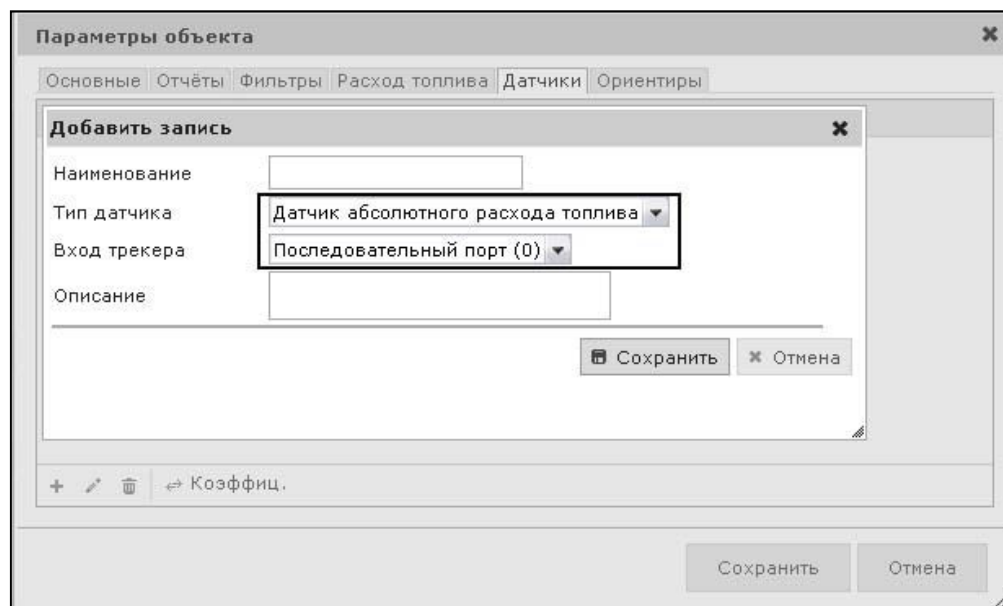 Параметры объекта
Основные Отчёты Фильтры Расход топлива Датчики Ориентиры
Добавить запись
Наименование
Тип датчика Датчик абсолютного расхода топлива
Вход трекера Последовательный порт (0)
Описание
Сохранить Отмена
Коэффиц.
Сохранить Отмена